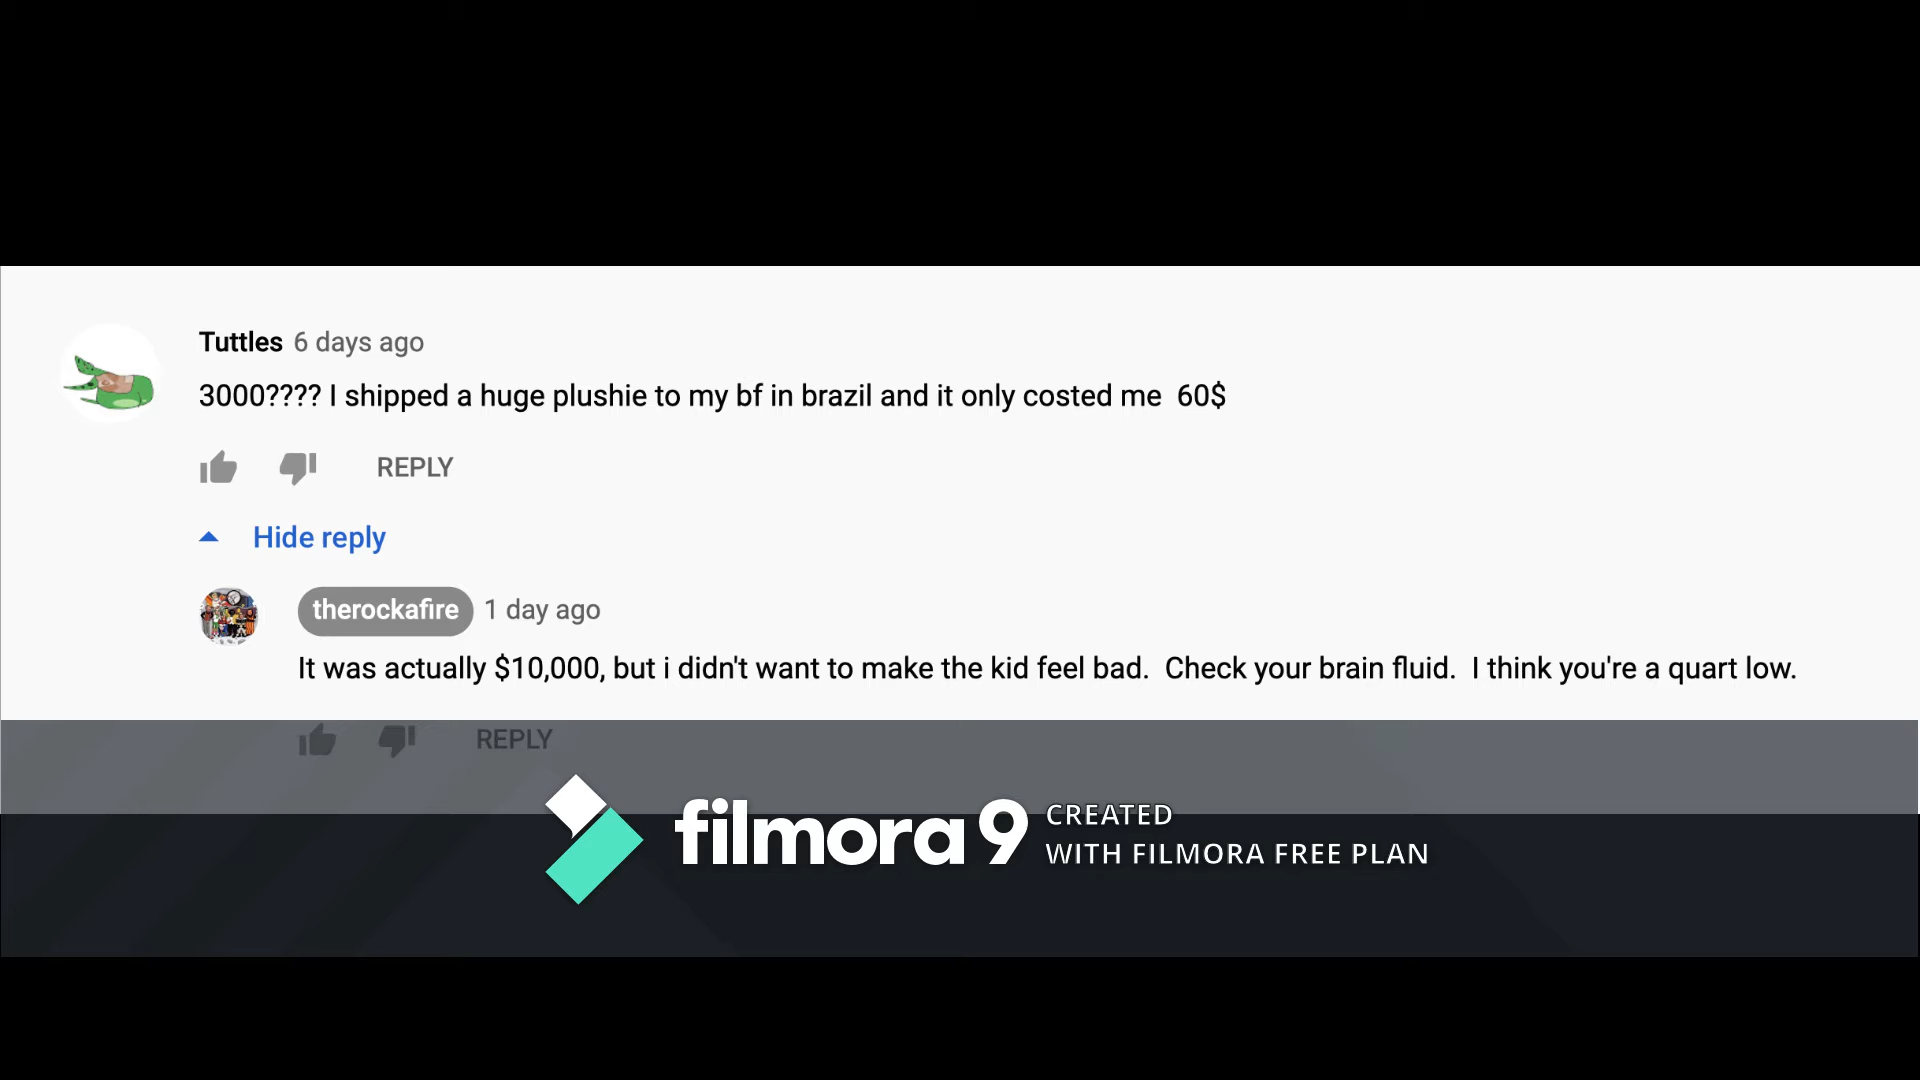 Tuttles 6 days ago
3000???? I shipped a huge plushie to my bf in brazil and it only costed me  60$
REPLY
Hide reply
therockafire 1 day ago
It was actually $10,000, but i didn't want to make the kid feel bad.  Check your brain fluid.  I think you're a quart low.
REPLY
filmora9 CREATED
WITH FILMORA FREE PLAN